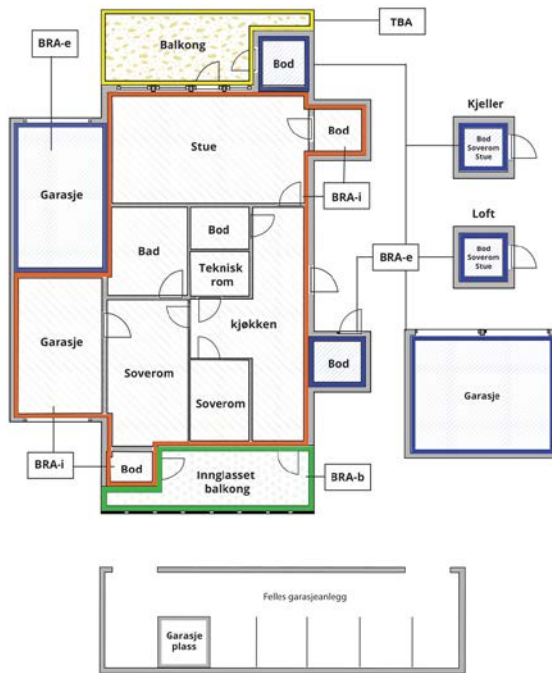 TBA
BRA-e
Balkong
Bod
Kjeller
Bod
Soverom
Stue
Stue
Bod
BRA-i
Garasje
Loft
Bod
Soverom
Stue
Bad
Bod
Teknisk
rom
BRA-e
Garasje
kjøkken
Soverom
Soverom
Bod
Garasje
BRA-i
Bod
Innglasset
balkong
BRA-b
Felles garasjeanlegg
Garasje
plass